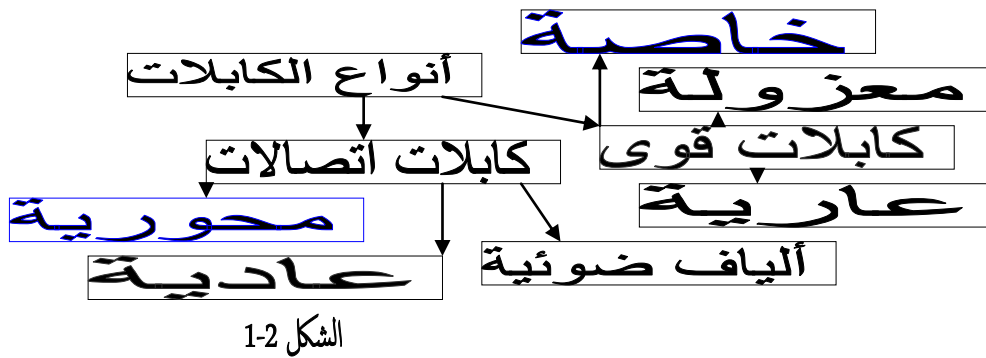 خاصة
أنواع الكابلات
معزولة
كابلات قوى
كابلات اتصالات
عارية
محورية
ألياف ضوئية
عادية
الشكل 2-1